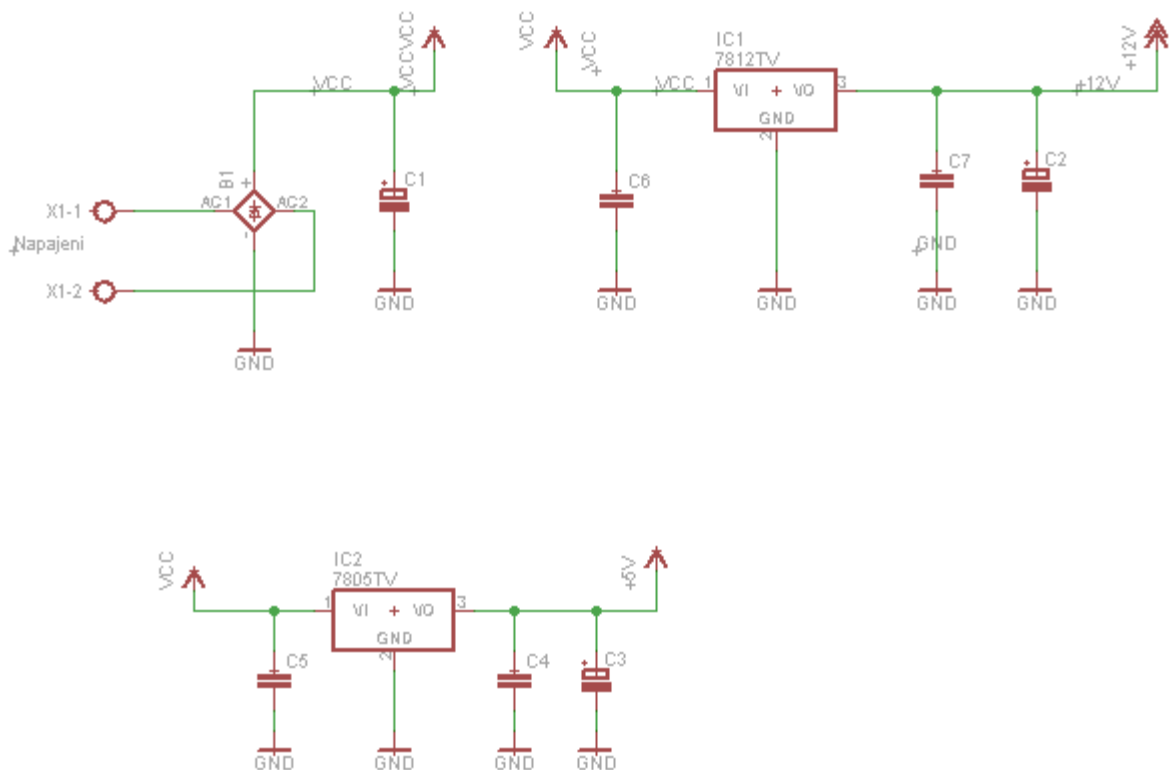 VCC
VCC
VCC
VCC
B1
AC1
AC2
+
-
C1
X1-1
Napajeni
X1-2
GND
GND
VCC
VCC
VCC
IC1
7812TV
1
VI
VO
3
GND
2
+12V
+12V
C6
C7
C2
GND
GND
GND
GND
GND
VCC
IC2
7805TV
1
VI
VO
3
GND
2
+5V
C5
C4
C3
GND
GND
GND
GND